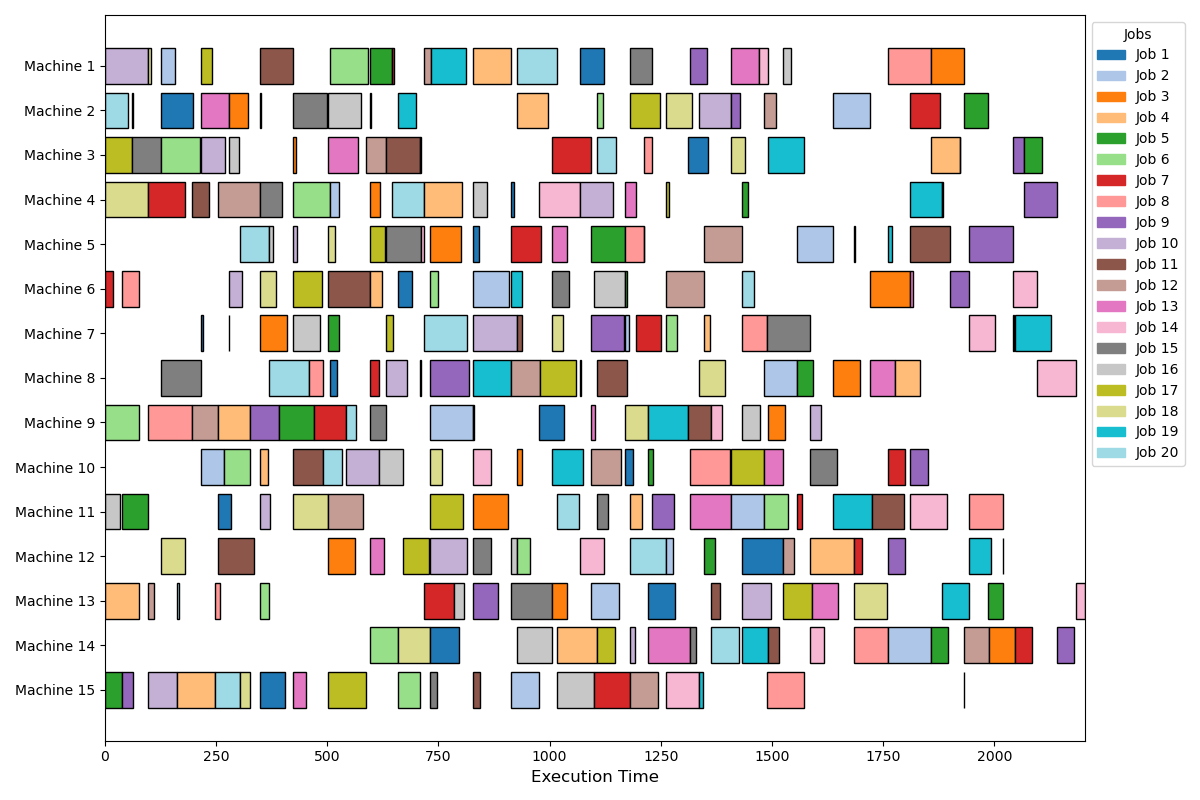 Machine 1
Machine 2
Machine 3
Machine 4
Machine 5
Machine 6
Machine 7
Machine 8
Machine 9
Machine 10
Machine 11
Machine 12
Machine 13
Machine 14
Machine 15
0 250 500 750 1000 1250 1500 1750 2000
Execution Time
Jobs
Job 1
Job 2
Job 3
Job 4
Job 5
Job 6
Job 7
Job 8
Job 9
Job 10
Job 11
Job 12
Job 13
Job 14
Job 15
Job 16
Job 17
Job 18
Job 19
Job 20